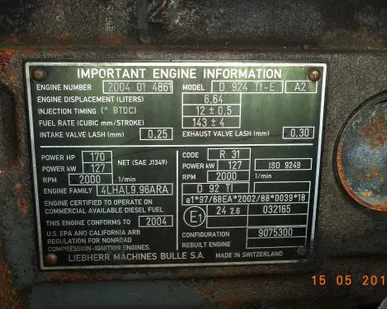 IMPORTANT ENGINE INFORMATION
ENGINE NUMBER 2004 01 4861 MODEL D 924 TI-E A2
ENGINE DISPLACEMENT (LITERS) 6,64
INJECTION TIMING (° BTDC) 12 ± 0,5
FUEL RATE (CUBIC MM/STROKE) 143 ± 4
INTAKE VALVE LASH (MM) 0,25 EXHAUST VALVE LASH (MM) 0,30
POWER HP 170 NET (SAE J1349)
POWER KW 127
RPM 2000 1/min
ENGINE FAMILY 4LHAL9.96ARA
ENGINE CERTIFIED TO OPERATE ON
COMMERCIAL AVAILABLE DIESEL FUEL
THIS ENGINE CONFORMS TO 2004
U.S. EPA AND CALIFORNIA ARB
REGULATION FOR NONROAD
COMPRESSION-IGNITION ENGINES.
CODE R 31
POWER KW 127 ISO 9249
RPM 2000 1/min
D 92 TI
e1*97/68EA*2002/88*0039*18
E1 24 2.6 032165
CONFIGURATION 9075300
REBUILT ENGINE
LIEBHERR MACHINES BULLE S.A. MADE IN SWITZERLAND
15 05 201